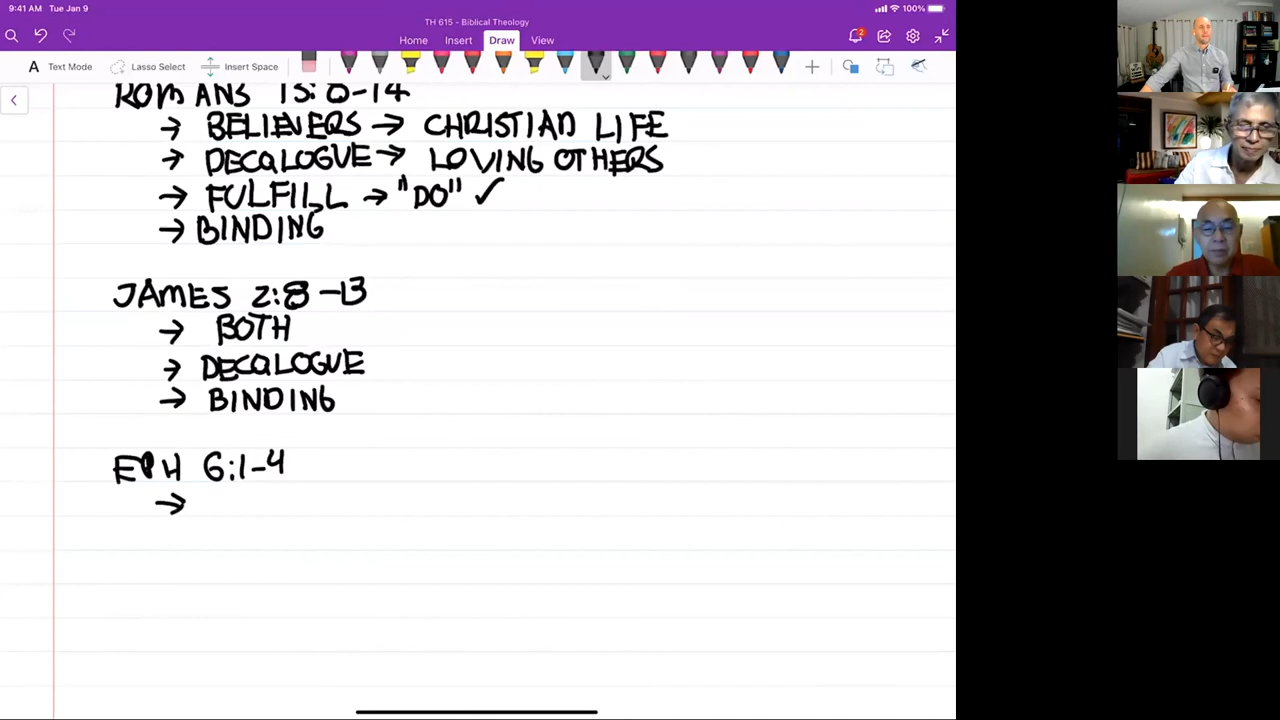 9:41 AM Tue Jan 9
100%
TH 615 - Biblical Theology
Home Insert Draw View
2
A Text Mode Lasso Select Insert Space
ROMANS 13:8-14
→ BELIEVERS → CHRISTIAN LIFE
→ DECALOGUE → LOVING OTHERS
→ FULFILL → "DO" ✓
→ BINDING
JAMES 2:8-13
→ BOTH
→ DECALOGUE
→ BINDING
EPH 6:1-4
→